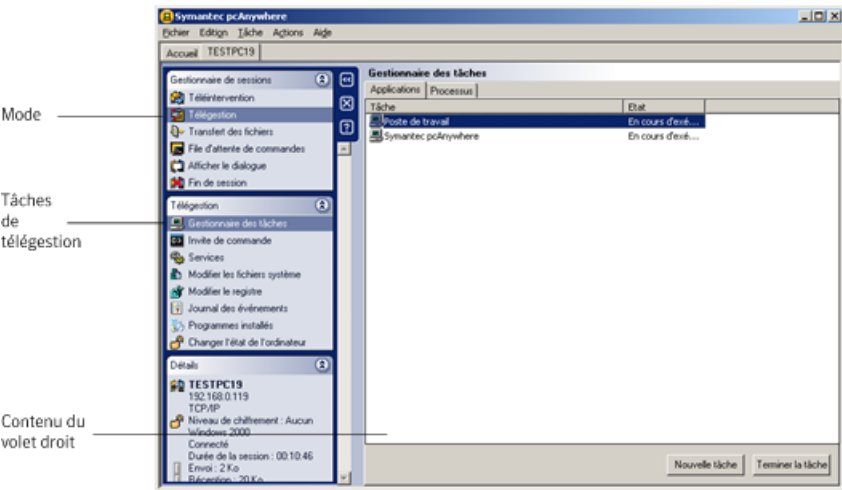 Symantec pcAnywhere
Fichier Edition Tâche Actions Aide
Accueil TESTPC19
Gestionnaire de sessions
Téléintervention
Télégestion
Transfert des fichiers
File d'attente de commandes
Afficher le dialogue
Fin de session
Télégestion
Gestionnaire des tâches
Invite de commande
Services
Modifier les fichiers système
Modifier le registre
Journal des événements
Programmes installés
Changer l'état de l'ordinateur
Détails
TESTPC19
192.168.0.119
TCP/IP
Niveau de chiffrement : Aucun
Windows 2000
Connecté
Durée de la session : 00:10:46
Envoi : 2 Ko
Réception : 20 Ko
Gestionnaire des tâches
Applications Processus
Tâche Etat
Poste de travail En cours d'exé...
Symantec pcAnywhere En cours d'exé...
Nouvelle tâche Terminer la tâche
Mode
Tâches
de
télégestion
Contenu du
volet droit